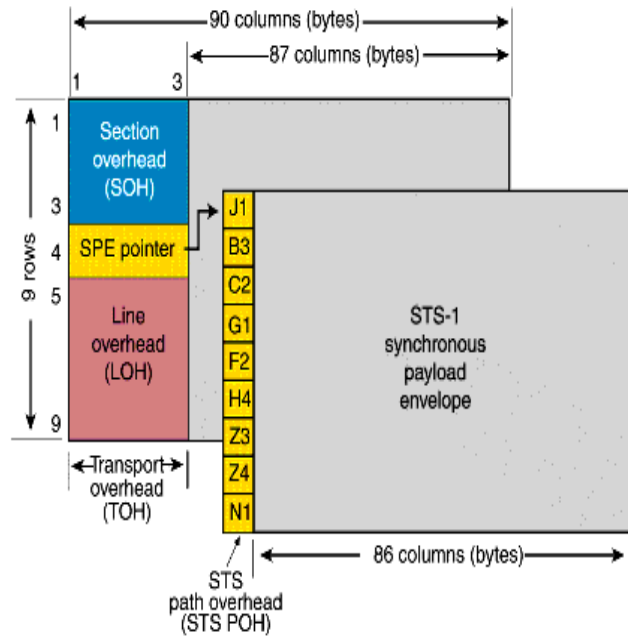 90 columns (bytes)
87 columns (bytes)
1 3
1
Section
overhead
(SOH)
3
4
SPE pointer
5
Line
overhead
(LOH)
9
9 rows
Transport
overhead
(TOH)
J1
B3
C2
G1
F2
H4
Z3
Z4
N1
STS-1
synchronous
payload
envelope
86 columns (bytes)
STS
path overhead
(STS POH)